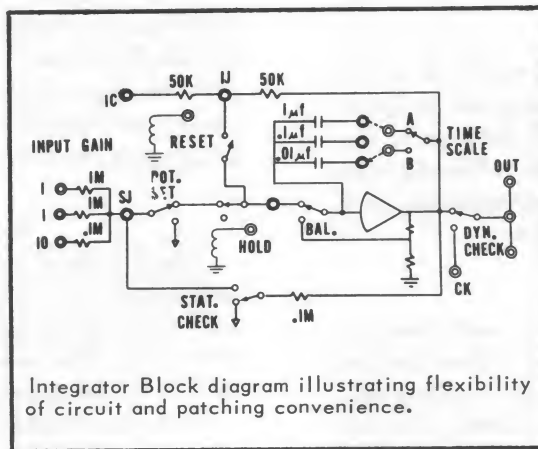 50K
IJ
50K
IC
1μf
A
.1μf
TIME
SCALE
.01μf
B
RESET
INPUT GAIN
OUT
1M
POT.
SET
1
SJ
1M
1
.1M
10
BAL.
HOLD
DYN.
CHECK
STAT.
CHECK
CK
.1M
Integrator Block diagram illustrating flexibility
of circuit and patching convenience.